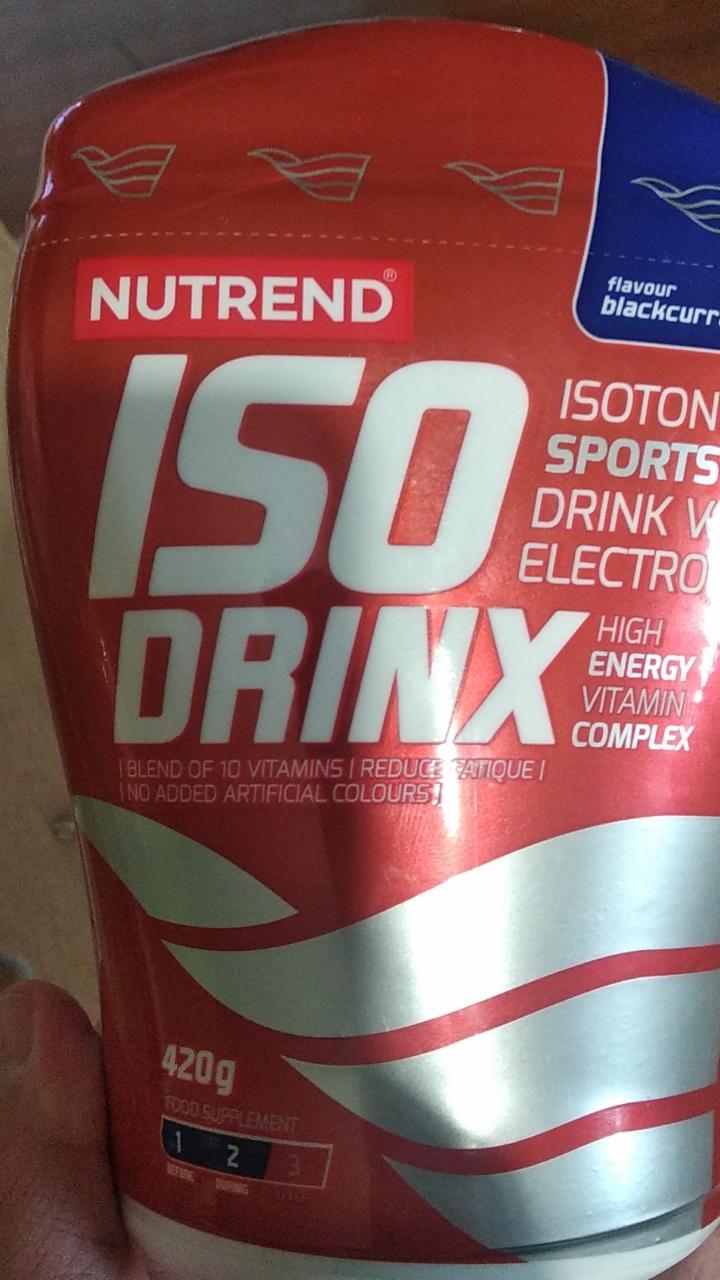 NUTREND®
flavour
blackcurr
ISO
DRINX
ISOTON
SPORTS
DRINK
ELECTRO
HIGH
ENERGY
VITAMIN
COMPLEX
| BLEND OF 10 VITAMINS | REDUCE FATIQUE |
| NO ADDED ARTIFICIAL COLOURS |
420g
FOOD SUPPLEMENT
1 2 3
BEFORE DURING AFTER